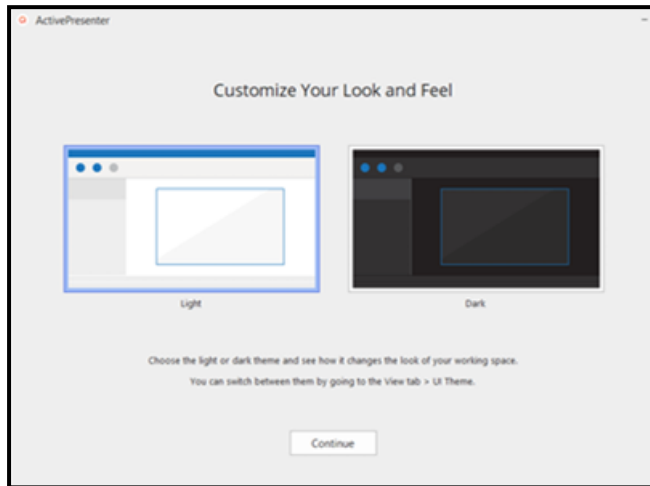 ActivePresenter
Customize Your Look and Feel
Light
Dark
Choose the light or dark theme and see how it changes the look of your working space.
You can switch between them by going to the View tab > UI Theme.
Continue